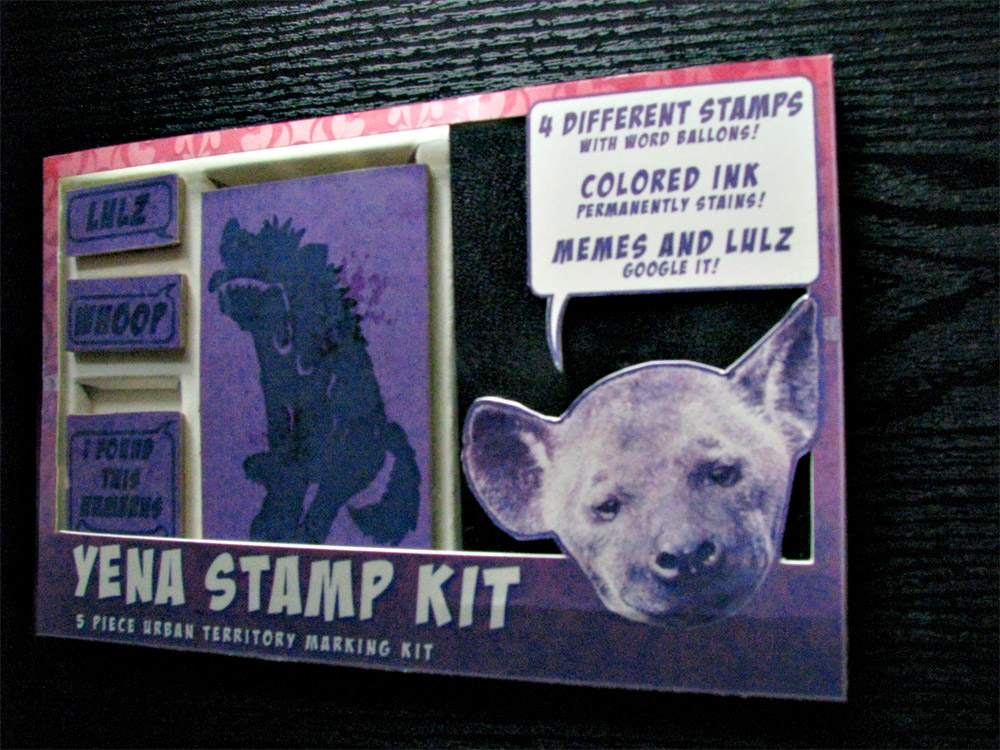 4 DIFFERENT STAMPS
WITH WORD BALLONS!
COLORED INK
PERMANENTLY STAINS!
MEMES AND LULZ
GOOGLE IT!
LULZ
WHOOP
I FOUND
THIS
HUMERUS
YENA STAMP KIT
5 PIECE URBAN TERRITORY MARKING KIT